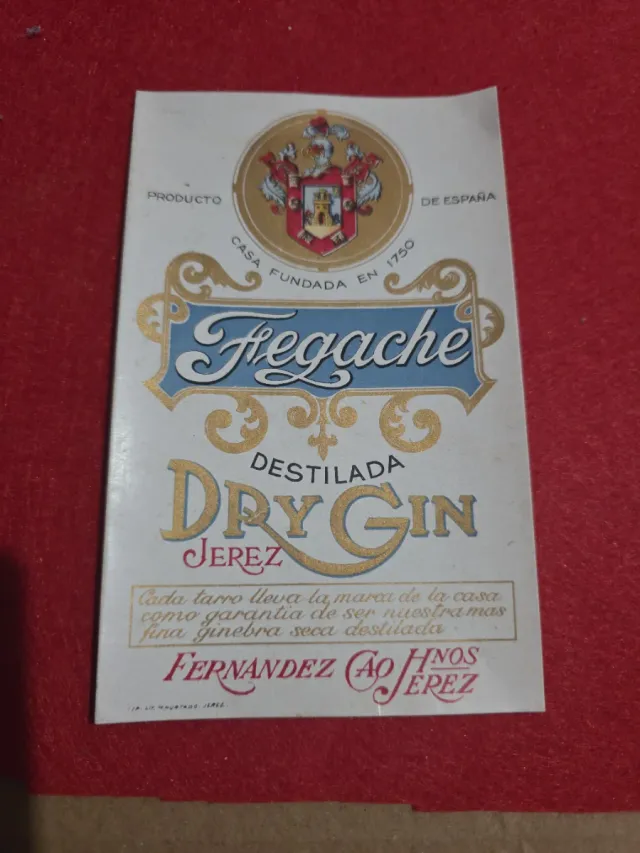 PRODUCTO DE ESPAÑA
CASA FUNDADA EN 1750
Fegache
DESTILADA
DRY GIN
JEREZ
Cada tarro lleva la marca de la casa
como garantia de ser nuestra mas
fina ginebra seca destilada
FERNANDEZ CAO HNOS
JEREZ